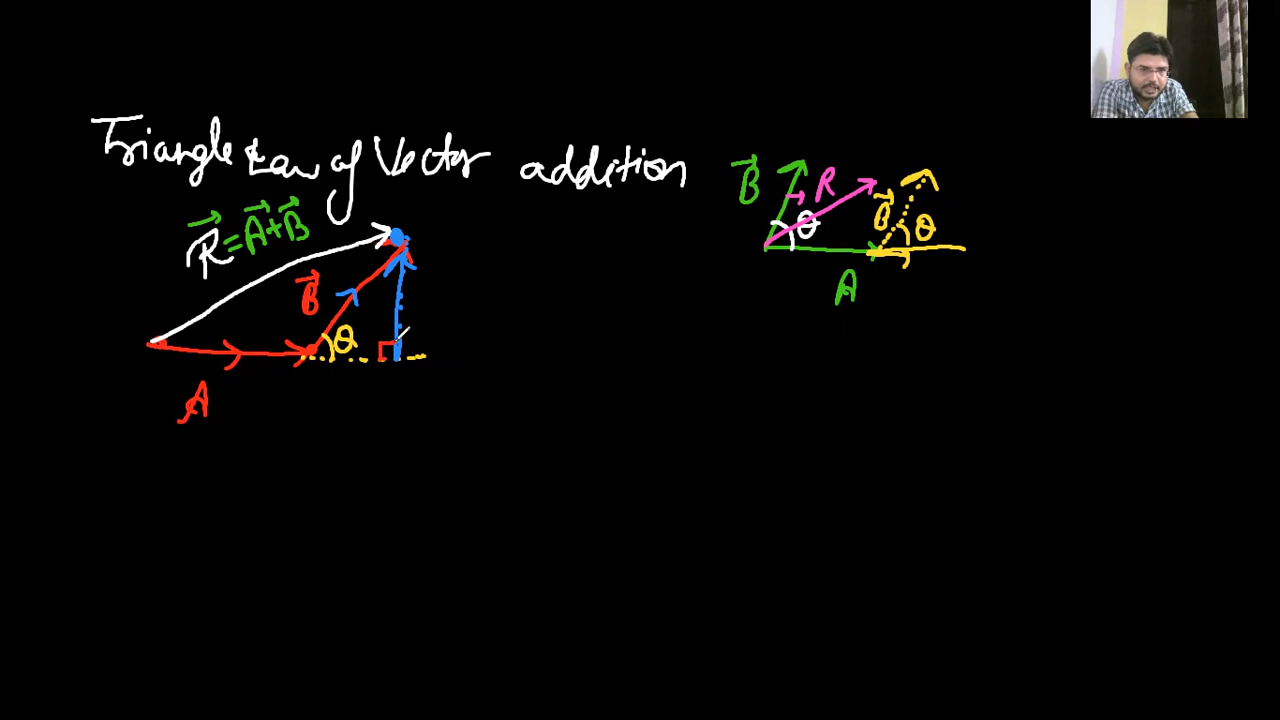 Triangle Law of Vector addition
R⃗ = A⃗ + B⃗
B⃗
θ
A
B⃗
R⃗
θ
B⃗
θ
A